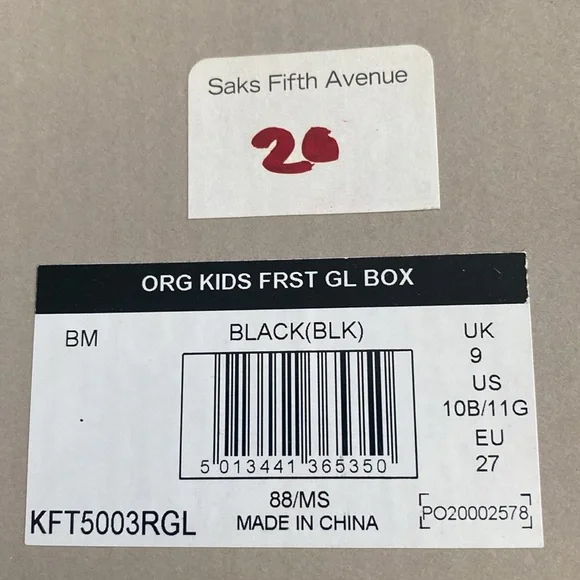 Saks Fifth Avenue
20
ORG KIDS FRST GL BOX
BM
BLACK(BLK)
UK
9
US
10B/11G
EU
27
5 013441 365350
88/MS
MADE IN CHINA
KFT5003RGL
PO20002578